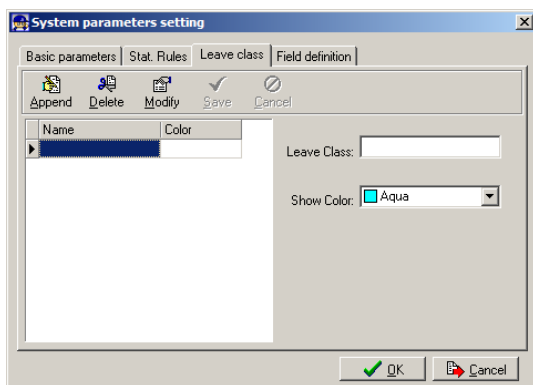 System parameters setting
Basic parameters Stat. Rules Leave class Field definition
Append Delete Modify Save Cancel
Name Color
Leave Class:
Show Color: Aqua
OK Cancel